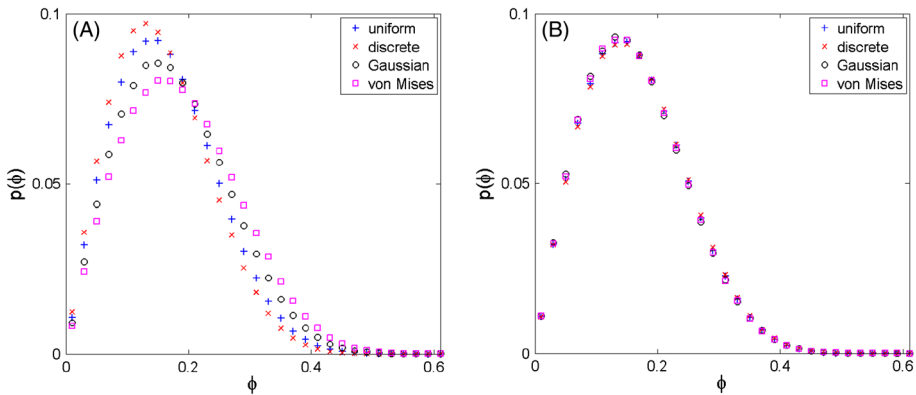 (A)
uniform
discrete
Gaussian
von Mises
0.1
0.05
0
p(ϕ)
0
0.2
0.4
0.6
ϕ
(B)
uniform
discrete
Gaussian
von Mises
0.1
0.05
0
p(ϕ)
0
0.2
0.4
0.6
ϕ